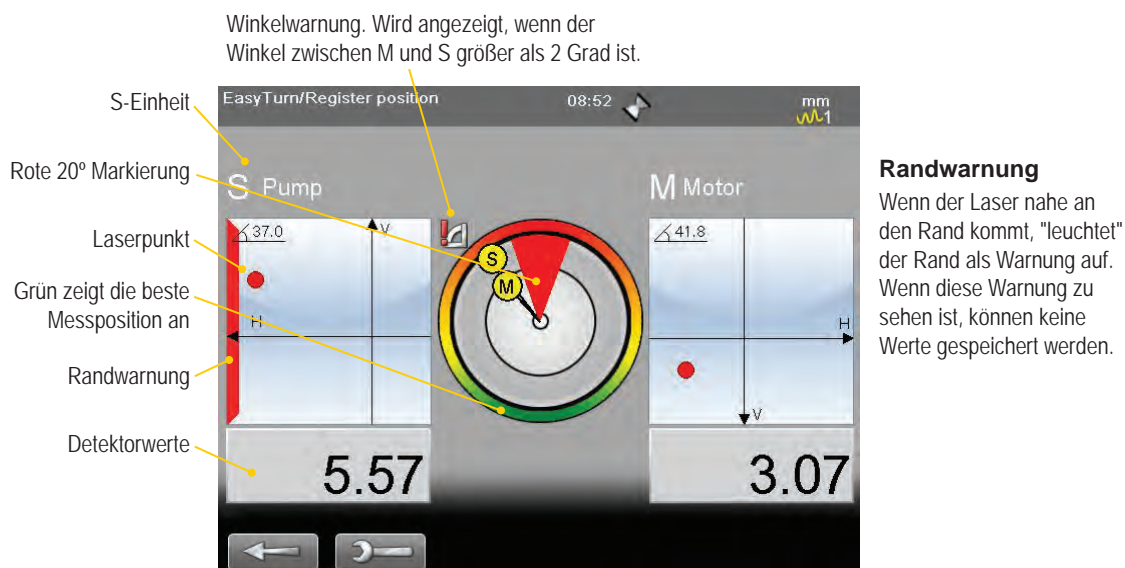 Winkelwarnung. Wird angezeigt, wenn der
Winkel zwischen M und S größer als 2 Grad ist.
S-Einheit
Rote 20º Markierung
Laserpunkt
Grün zeigt die beste
Messposition an
Randwarnung
Detektorwerte
EasyTurn/Register position
08:52
mm
1
S Pump
M Motor
37.0
V
H
S
M
41.8
H
V
5.57
3.07
Randwarnung
Wenn der Laser nahe an
den Rand kommt, "leuchtet"
der Rand als Warnung auf.
Wenn diese Warnung zu
sehen ist, können keine
Werte gespeichert werden.